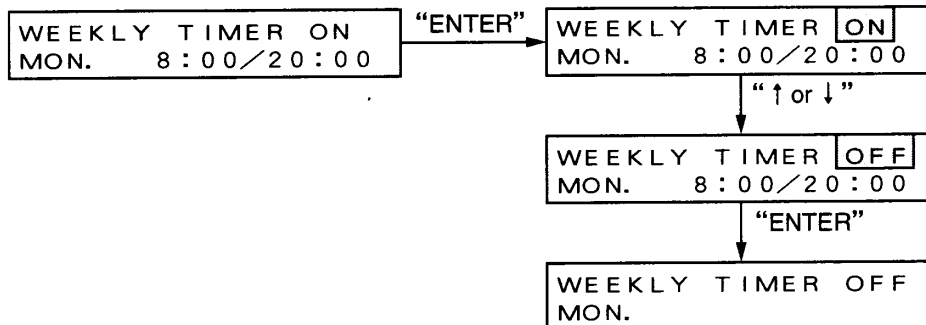 WEEKLY TIMER ON
MON. 8:00/20:00
"ENTER"
WEEKLY TIMER ON
MON. 8:00/20:00
"↑ or ↓"
WEEKLY TIMER OFF
MON. 8:00/20:00
"ENTER"
WEEKLY TIMER OFF
MON.